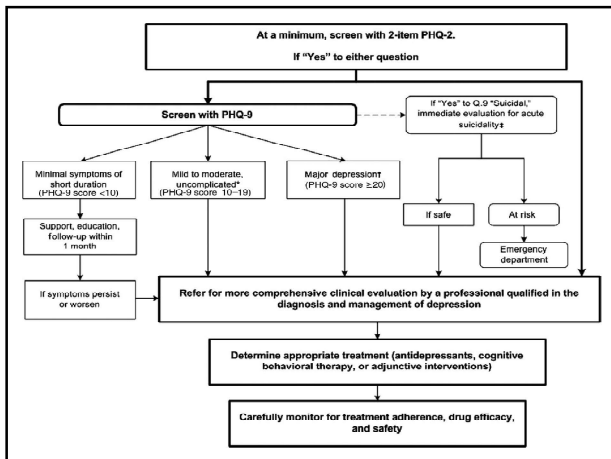 At a minimum, screen with 2-item PHQ-2.
If "Yes" to either question
Screen with PHQ-9
If "Yes" to Q.9 "Suicidal,"
immediate evaluation for acute
suicidality‡
Minimal symptoms of
short duration
(PHQ-9 score <10)
Mild to moderate,
uncomplicated*
(PHQ-9 score 10–19)
Major depression†
(PHQ-9 score ≥20)
Support, education,
follow-up within
1 month
If safe
At risk
Emergency
department
If symptoms persist
or worsen
Refer for more comprehensive clinical evaluation by a professional qualified in the
diagnosis and management of depression
Determine appropriate treatment (antidepressants, cognitive
behavioral therapy, or adjunctive interventions)
Carefully monitor for treatment adherence, drug efficacy,
and safety